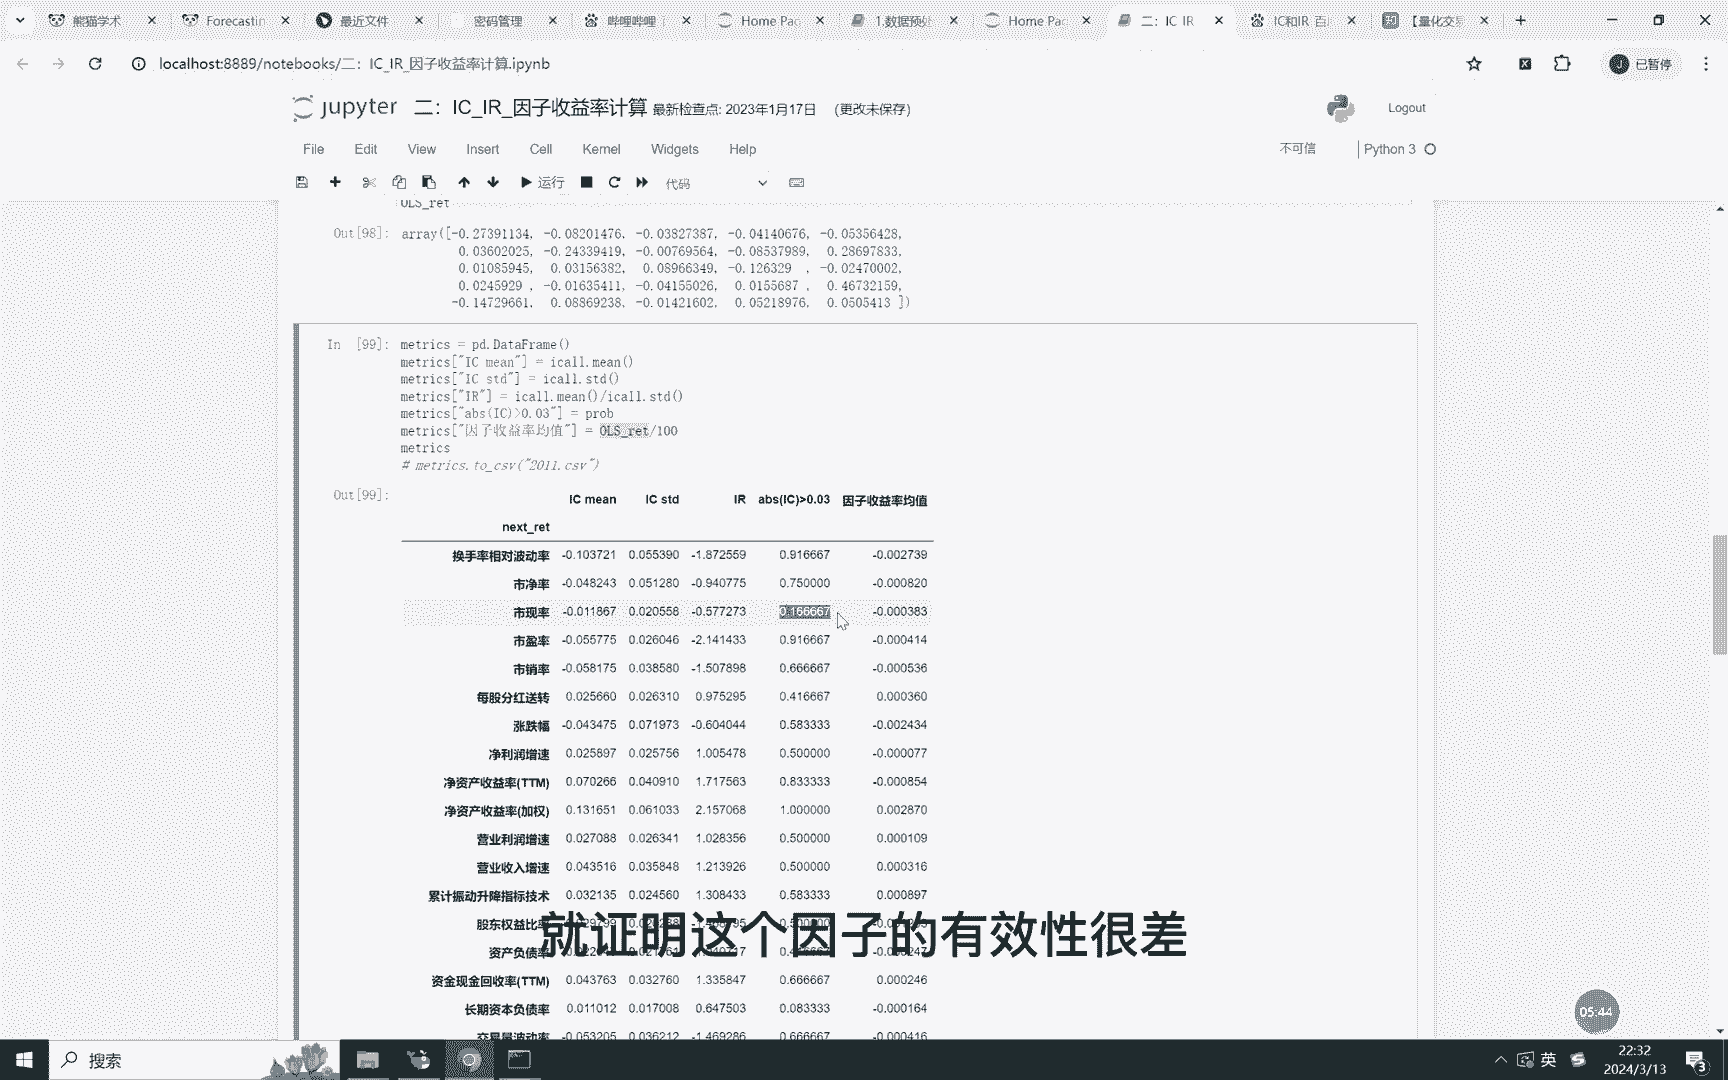 熊猫学术
Forecastin
最近文件
密码管理
哔哩哔哩
Home Pag
1.数据预处
Home Pag
二：IC IR
IC和IR 百
【量化交易
localhost:8889/notebooks/二：IC_IR_因子收益率计算.ipynb
已暂停
jupyter 二：IC_IR_因子收益率计算 最新检查点: 2023年1月17日 (更改未保存)
Logout
File Edit View Insert Cell Kernel Widgets Help
不可信 Python 3
运行 代码
OLS_ret
Out[98]: array([-0.27391134, -0.08201476, -0.03827387, -0.04140676, -0.05356428,
0.03602025, -0.24339419, -0.00769564, -0.08537989, 0.28697833,
0.01085945, 0.03156382, 0.08966349, -0.126329 , -0.02470002,
0.0245929 , -0.01635411, -0.04155026, 0.0155687 , 0.46732159,
-0.14729661, 0.08869238, -0.01421602, 0.05218976, 0.0505413 ])
In [99]: metrics = pd.DataFrame()
metrics["IC mean"] = icall.mean()
metrics["IC std"] = icall.std()
metrics["IR"] = icall.mean()/icall.std()
metrics["abs(IC)>0.03"] = prob
metrics["因子收益率均值"] = OLS_ret/100
metrics
# metrics.to_csv("2011.csv")
Out[99]:
IC mean IC std IR abs(IC)>0.03 因子收益率均值
next_ret
换手率相对波动率 -0.103721 0.055390 -1.872559 0.916667 -0.002739
市净率 -0.048243 0.051280 -0.940775 0.750000 -0.000820
市现率 -0.011867 0.020558 -0.577273 0.166667 -0.000383
市盈率 -0.055775 0.026046 -2.141433 0.916667 -0.000414
市销率 -0.058175 0.038580 -1.507898 0.666667 -0.000536
每股分红送转 0.025660 0.026310 0.975295 0.416667 0.000360
涨跌幅 -0.043475 0.071973 -0.604044 0.583333 -0.002434
净利润增速 0.025897 0.025756 1.005478 0.500000 -0.000077
净资产收益率(TTM) 0.070266 0.040910 1.717563 0.833333 -0.000854
净资产收益率(加权) 0.131651 0.061033 2.157068 1.000000 0.002870
营业利润增速 0.027088 0.026341 1.028356 0.500000 0.000109
营业收入增速 0.043516 0.035848 1.213926 0.500000 0.000316
累计振动升降指标技术 0.032135 0.024560 1.308433 0.583333 0.000897
股东权益比率
就证明这个因子的有效性很差
资产负债率
资金现金回收率(TTM) 0.043763 0.032760 1.335847 0.666667 0.000246
长期资本负债率 0.011012 0.017008 0.647503 0.083333 -0.000164
交易量波动率 -0.053205 0.036212 -1.469286 0.666667 -0.000416
05:44
搜索
英
22:32
2024/3/13
3